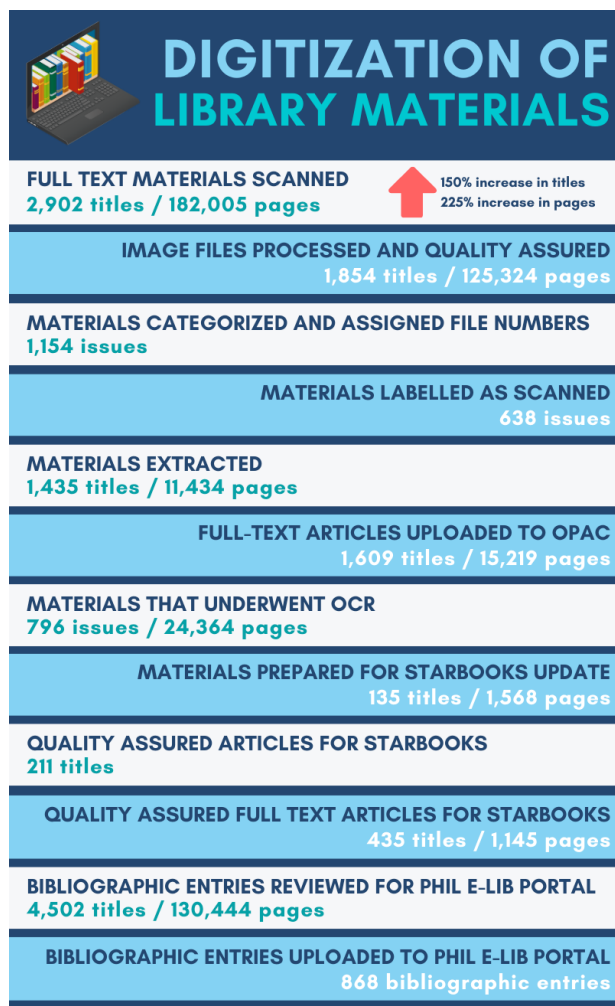 DIGITIZATION OF
LIBRARY MATERIALS
FULL TEXT MATERIALS SCANNED
2,902 titles / 182,005 pages
150% increase in titles
225% increase in pages
IMAGE FILES PROCESSED AND QUALITY ASSURED
1,854 titles / 125,324 pages
MATERIALS CATEGORIZED AND ASSIGNED FILE NUMBERS
1,154 issues
MATERIALS LABELLED AS SCANNED
638 issues
MATERIALS EXTRACTED
1,435 titles / 11,434 pages
FULL-TEXT ARTICLES UPLOADED TO OPAC
1,609 titles / 15,219 pages
MATERIALS THAT UNDERWENT OCR
796 issues / 24,364 pages
MATERIALS PREPARED FOR STARBOOKS UPDATE
135 titles / 1,568 pages
QUALITY ASSURED ARTICLES FOR STARBOOKS
211 titles
QUALITY ASSURED FULL TEXT ARTICLES FOR STARBOOKS
435 titles / 1,145 pages
BIBLIOGRAPHIC ENTRIES REVIEWED FOR PHIL E-LIB PORTAL
4,502 titles / 130,444 pages
BIBLIOGRAPHIC ENTRIES UPLOADED TO PHIL E-LIB PORTAL
868 bibliographic entries